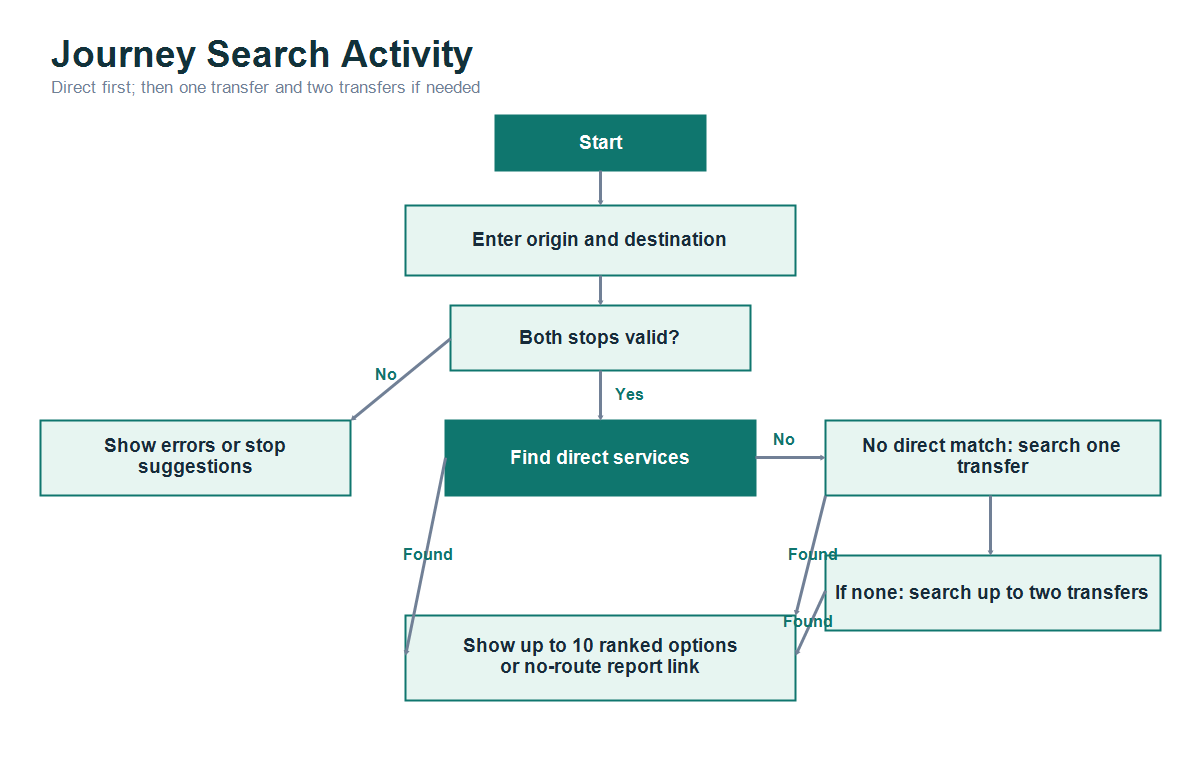 Journey Search Activity
Direct first; then one transfer and two transfers if needed
Start
Enter origin and destination
Both stops valid?
No
Yes
Show errors or stop
suggestions
Find direct services
No
No direct match: search one
transfer
Found
Found
If none: search up to two transfers
Found
Show up to 10 ranked options
or no-route report link